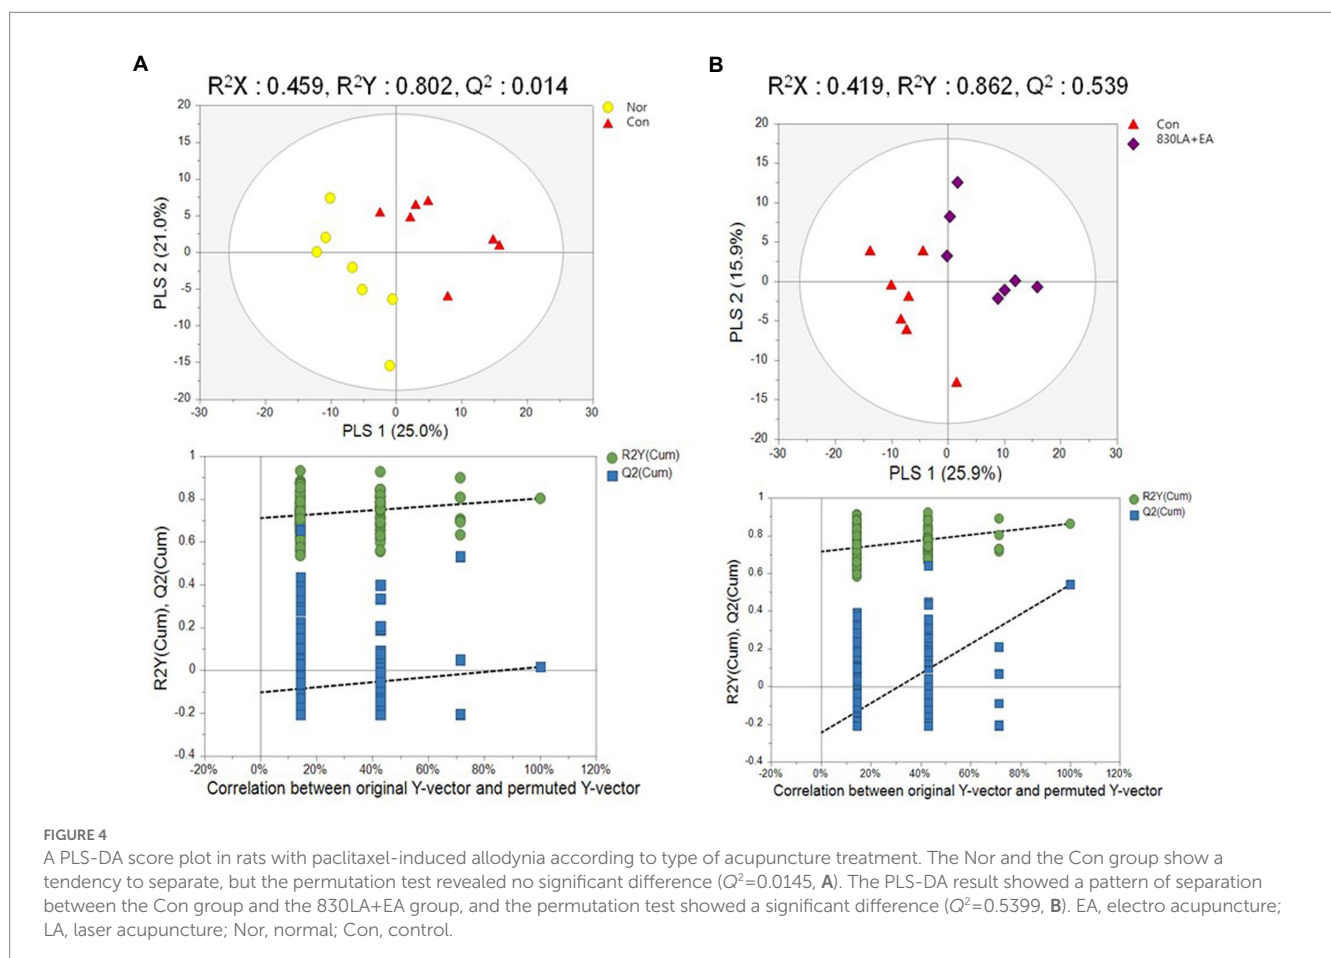 A
R²X : 0.459, R²Y : 0.802, Q² : 0.014
Nor
Con
20
15
10
5
0
-5
-10
-15
-20
-30
-20
-10
0
10
20
30
PLS 2 (21.0%)
PLS 1 (25.0%)
B
R²X : 0.419, R²Y : 0.862, Q² : 0.539
Con
830LA+EA
20
15
10
5
0
-5
-10
-15
-20
-30
-20
-10
0
10
20
30
PLS 2 (15.9%)
PLS 1 (25.9%)
R2Y(Cum)
Q2(Cum)
1
0.8
0.6
0.4
0.2
0
-0.2
-0.4
-20%
0%
20%
40%
60%
80%
100%
120%
R2Y(Cum), Q2(Cum)
Correlation between original Y-vector and permuted Y-vector
R2Y(Cum)
Q2(Cum)
1
0.8
0.6
0.4
0.2
0
-0.2
-0.4
-20%
0%
20%
40%
60%
80%
100%
120%
R2Y(Cum), Q2(Cum)
Correlation between original Y-vector and permuted Y-vector
FIGURE 4
A PLS-DA score plot in rats with paclitaxel-induced allodynia according to type of acupuncture treatment. The Nor and the Con group show a
tendency to separate, but the permutation test revealed no significant difference (Q²=0.0145, A). The PLS-DA result showed a pattern of separation
between the Con group and the 830LA+EA group, and the permutation test showed a significant difference (Q²=0.5399, B). EA, electro acupuncture;
LA, laser acupuncture; Nor, normal; Con, control.